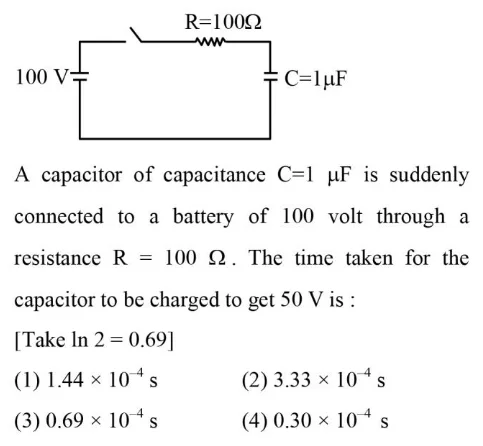 R=100Ω
100 V
C=1μF
A capacitor of capacitance C=1 μF is suddenly
connected to a battery of 100 volt through a
resistance R = 100 Ω. The time taken for the
capacitor to be charged to get 50 V is :
[Take ln 2 = 0.69]
(1) 1.44 × 10⁻⁴ s (2) 3.33 × 10⁻⁴ s
(3) 0.69 × 10⁻⁴ s (4) 0.30 × 10⁻⁴ s